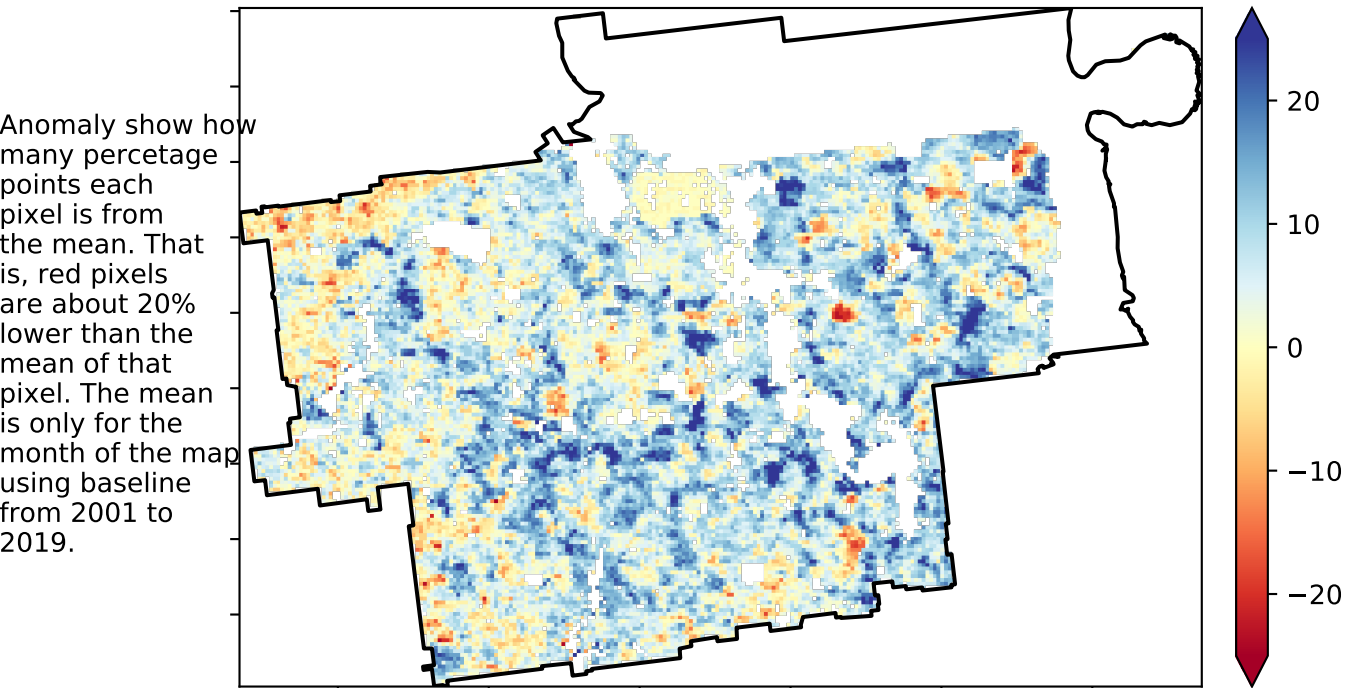 Anomaly show how
many percetage
points each
pixel is from
the mean. That
is, red pixels
are about 20%
lower than the
mean of that
pixel. The mean
is only for the
month of the map
using baseline
from 2001 to
2019.
20
10
0
−10
−20